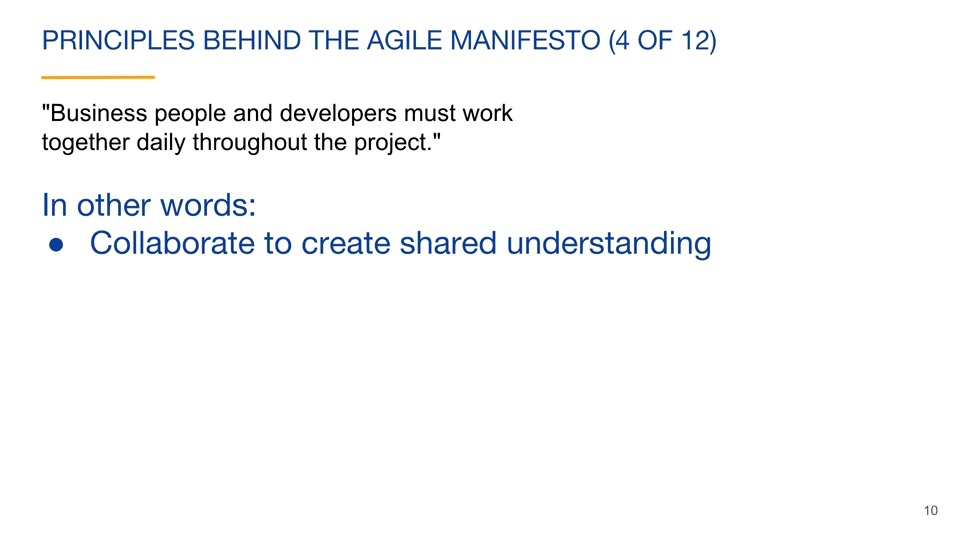 PRINCIPLES BEHIND THE AGILE MANIFESTO (4 OF 12)
"Business people and developers must work
together daily throughout the project."
In other words:
● Collaborate to create shared understanding
10